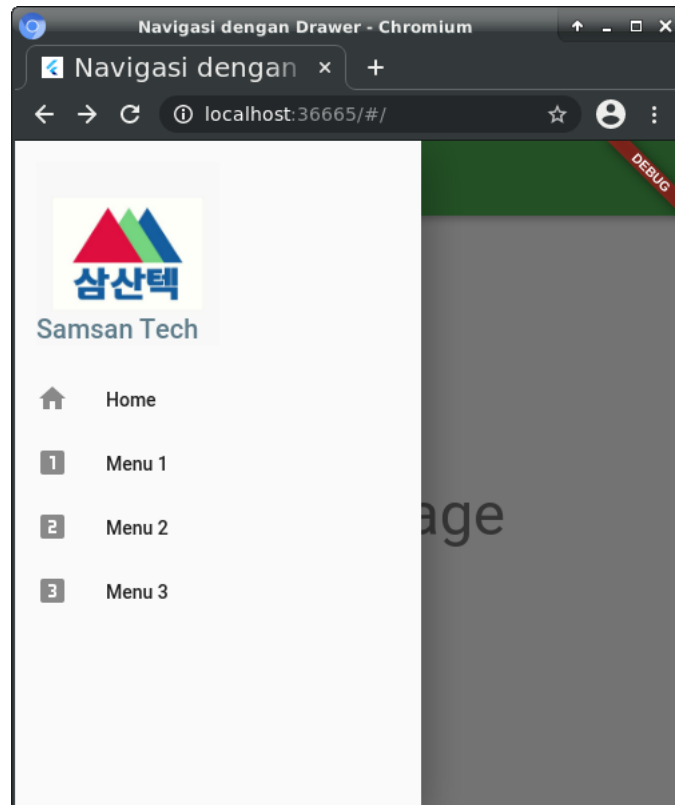 Navigasi dengan Drawer - Chromium
Navigasi dengan
localhost:36665/#/
DEBUG
삼산텍
Samsan Tech
Home
1 Menu 1
2 Menu 2
age
3 Menu 3